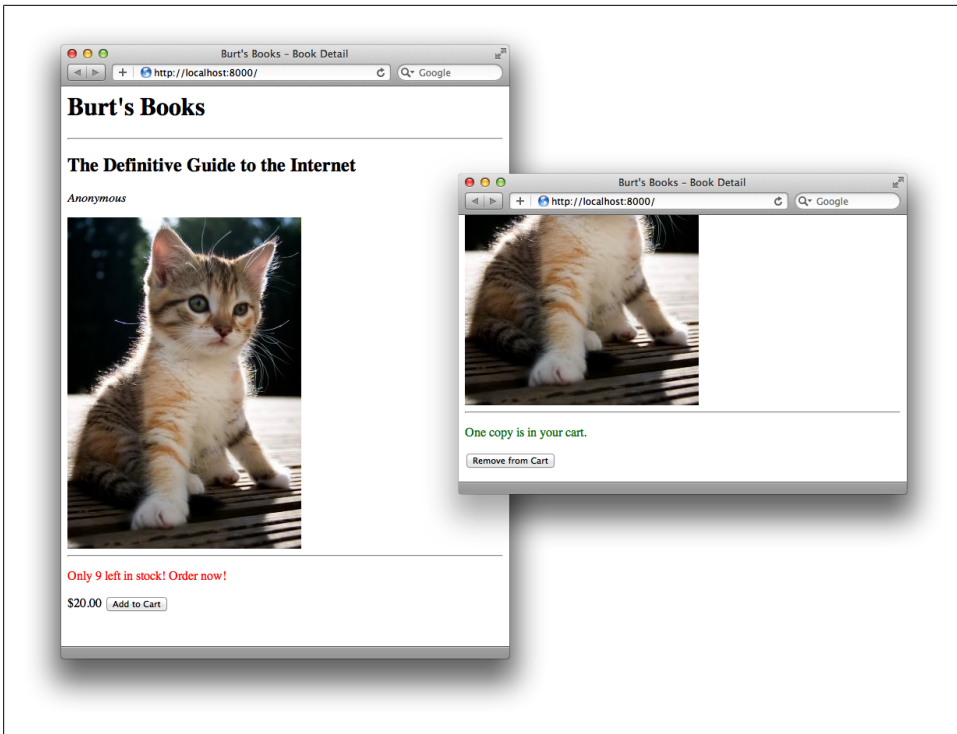 Burt's Books – Book Detail
http://localhost:8000/
Google
Burt's Books
The Definitive Guide to the Internet
Anonymous
Only 9 left in stock! Order now!
$20.00 Add to Cart
Burt's Books – Book Detail
http://localhost:8000/
Google
One copy is in your cart.
Remove from Cart